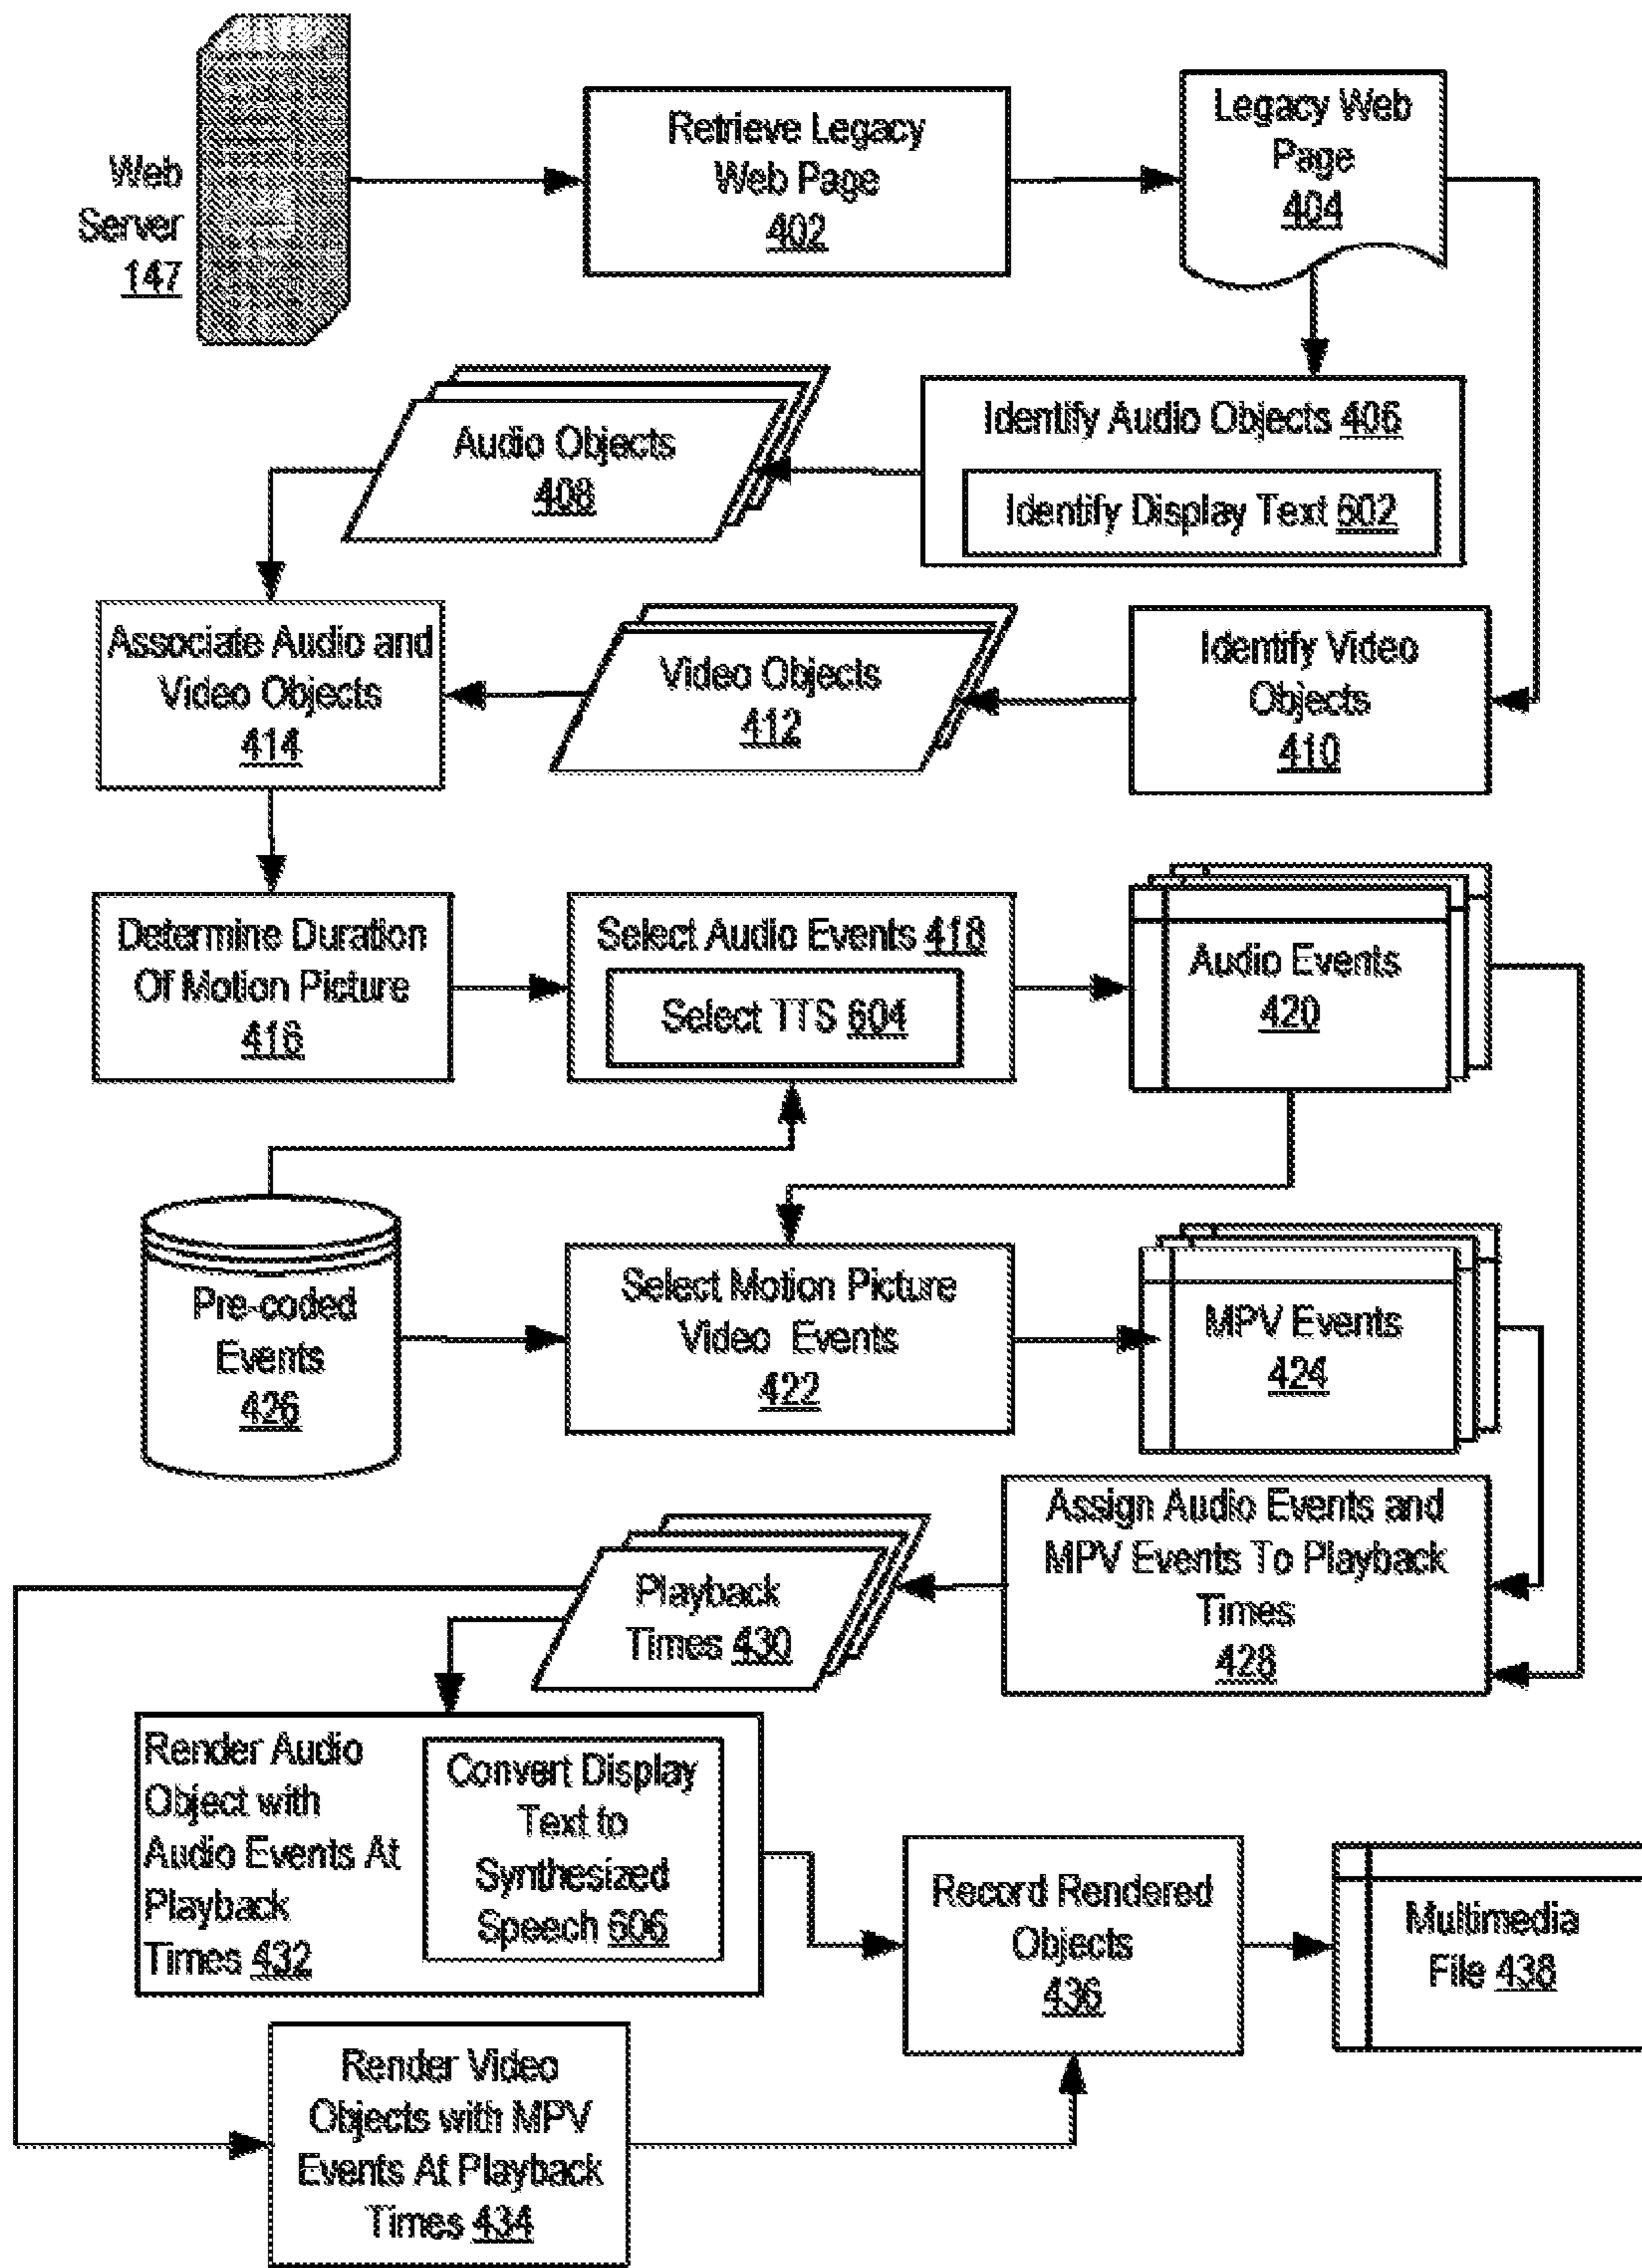 Web
Server
147
Retrieve Legacy
Web Page
402
Legacy Web
Page
404
Identify Audio Objects 406
Identify Display Text 602
Audio Objects
408
Associate Audio and
Video Objects
414
Video Objects
412
Identify Video
Objects
410
Determine Duration
Of Motion Picture
416
Select Audio Events 418
Select TTS 604
Audio Events
420
Pre-coded
Events
426
Select Motion Picture
Video Events
422
MPV Events
424
Assign Audio Events and
MPV Events To Playback
Times
428
Playback
Times 430
Render Audio
Object with
Audio Events At
Playback
Times 432
Convert Display
Text to
Synthesized
Speech 606
Record Rendered
Objects
436
Multimedia
File 438
Render Video
Objects with MPV
Events At Playback
Times 434